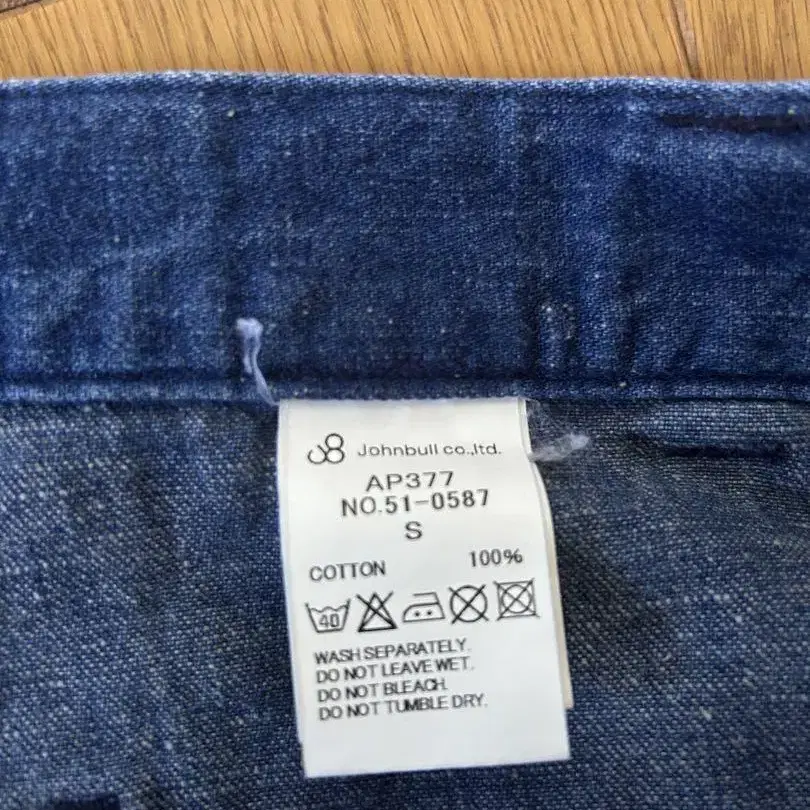 Johnbull co.,ltd.
AP377
NO.51-0587
S
COTTON 100%
40
WASH SEPARATELY.
DO NOT LEAVE WET.
DO NOT BLEACH.
DO NOT TUMBLE DRY.